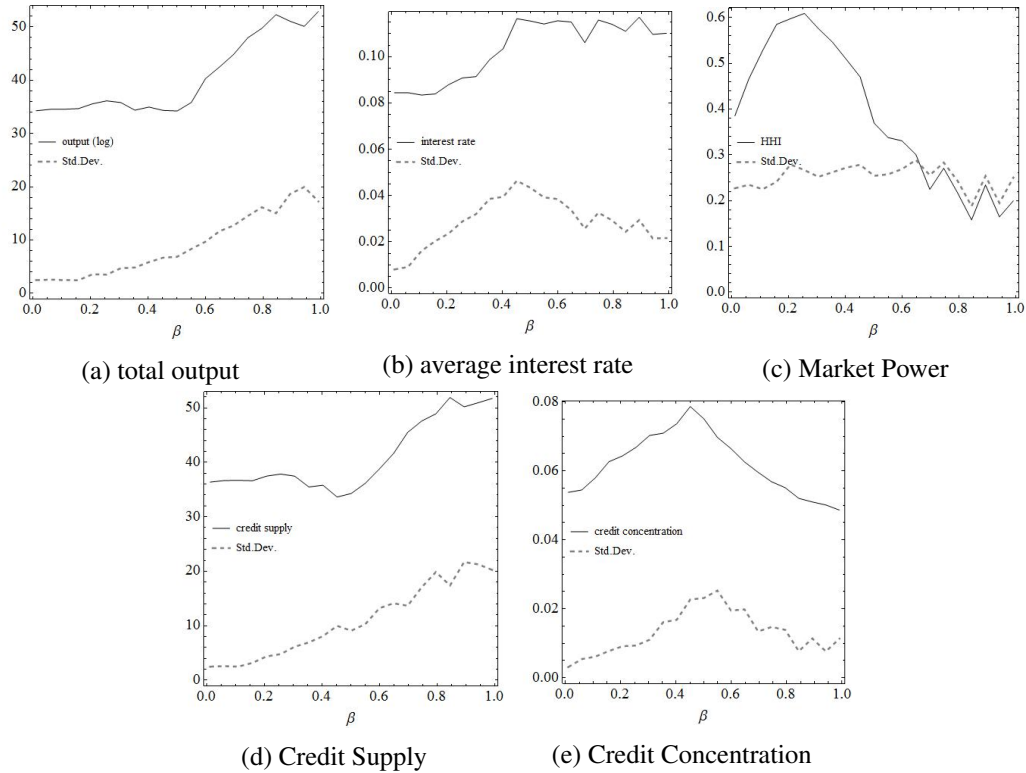 50
40
30
20
10
0
output (log)
Std.Dev.
0.0 0.2 0.4 0.6 0.8 1.0
β
(a) total output
0.10
0.08
0.06
0.04
0.02
0.00
interest rate
Std.Dev.
0.0 0.2 0.4 0.6 0.8 1.0
β
(b) average interest rate
0.6
0.5
0.4
0.3
0.2
0.1
0.0
HHI
Std.Dev.
0.0 0.2 0.4 0.6 0.8 1.0
β
(c) Market Power
50
40
30
20
10
0
credit supply
Std.Dev.
0.0 0.2 0.4 0.6 0.8 1.0
β
(d) Credit Supply
0.08
0.06
0.04
0.02
0.00
credit concentration
Std.Dev.
0.0 0.2 0.4 0.6 0.8 1.0
β
(e) Credit Concentration